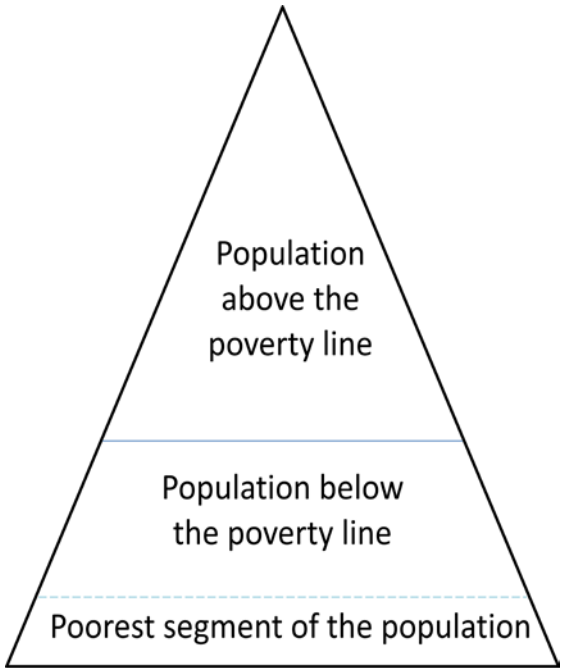 Population
above the
poverty line
Population below
the poverty line
Poorest segment of the population